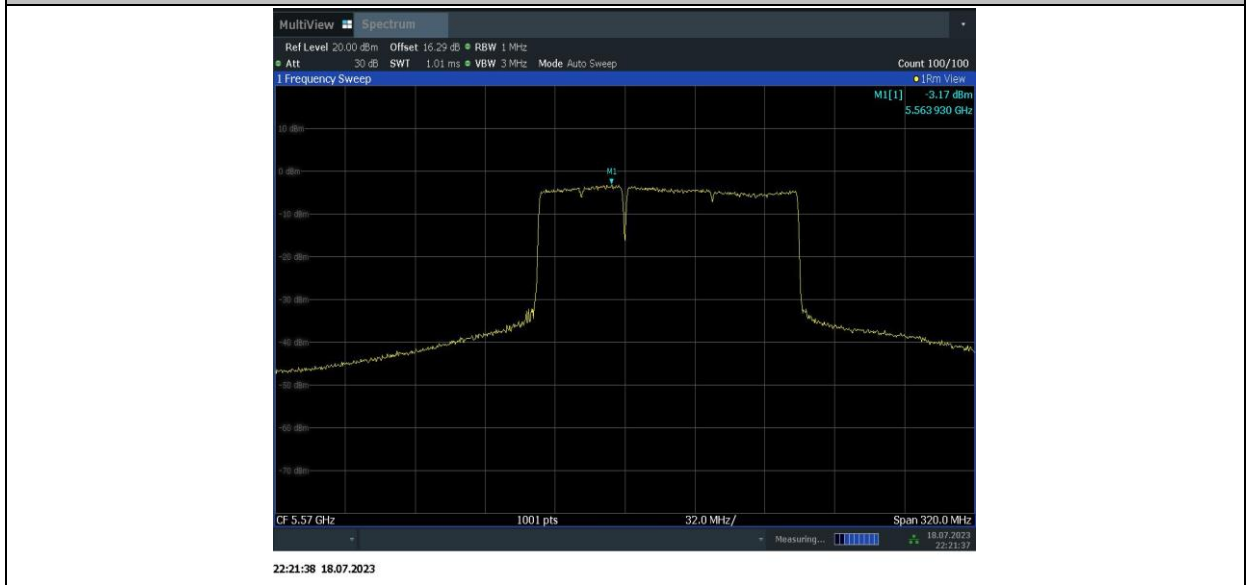 MultiView Spectrum
Ref Level 20.00 dBm Offset 16.29 dB RBW 1 MHz
Att 30 dB SWT 1.01 ms VBW 3 MHz Mode Auto Sweep Count 100/100
1 Frequency Sweep 1Rm View
M1[1] -3.17 dBm
5.563 930 GHz
10 dBm
0 dBm
M1
-10 dBm
-20 dBm
-30 dBm
-40 dBm
-50 dBm
-60 dBm
-70 dBm
CF 5.57 GHz 1001 pts 32.0 MHz/ Span 320.0 MHz
Measuring... 18.07.2023
22:21:37
22:21:38 18.07.2023